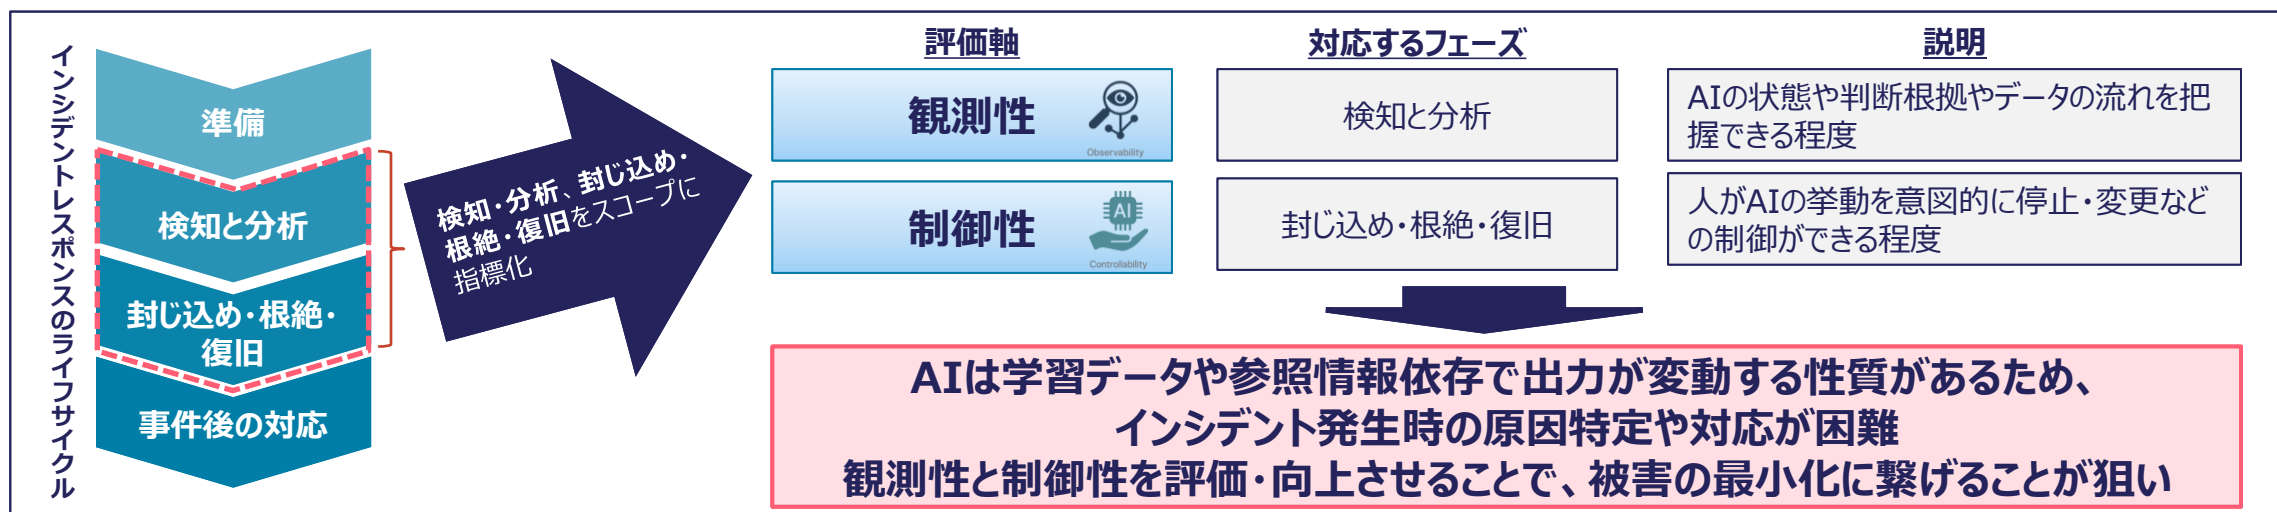 インシデントレスポンスのライフサイクル
準備
検知と分析
封じ込め・根絶・
復旧
事件後の対応
検知・分析、封じ込め・
根絶・復旧をスコープに
指標化
評価軸
対応するフェーズ
説明
観測性
Observability
検知と分析
AIの状態や判断根拠やデータの流れを把
握できる程度
制御性
AI
Controllability
封じ込め・根絶・復旧
人がAIの挙動を意図的に停止・変更など
の制御ができる程度
AIは学習データや参照情報依存で出力が変動する性質があるため、
インシデント発生時の原因特定や対応が困難
観測性と制御性を評価・向上させることで、被害の最小化に繋げることが狙い